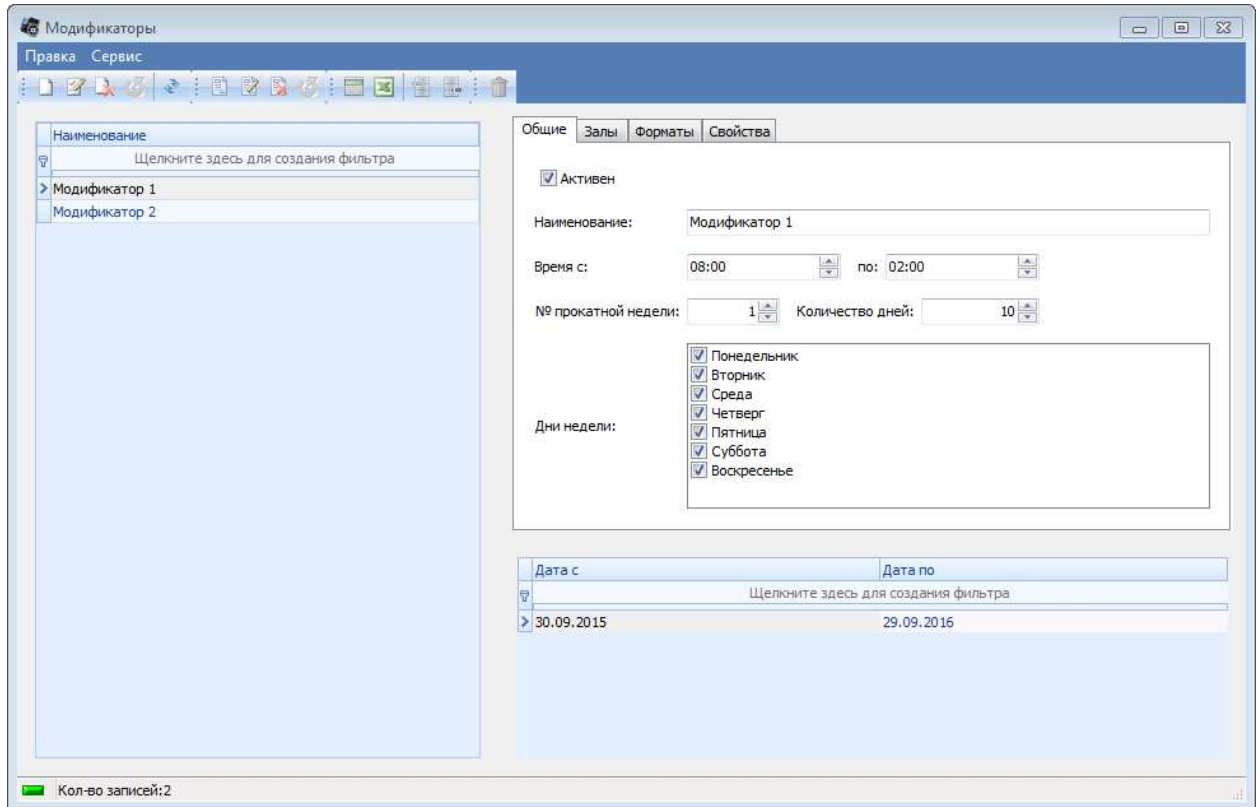 Модификаторы
Правка Сервис
Наименование
Щелкните здесь для создания фильтра
Модификатор 1
Модификатор 2
Общие Залы Форматы Свойства
Активен
Наименование: Модификатор 1
Время с: 08:00 по: 02:00
№ прокатной недели: 1 Количество дней: 10
Дни недели:
Понедельник
Вторник
Среда
Четверг
Пятница
Суббота
Воскресенье
Дата с Дата по
Щелкните здесь для создания фильтра
30.09.2015 29.09.2016
Кол-во записей:2